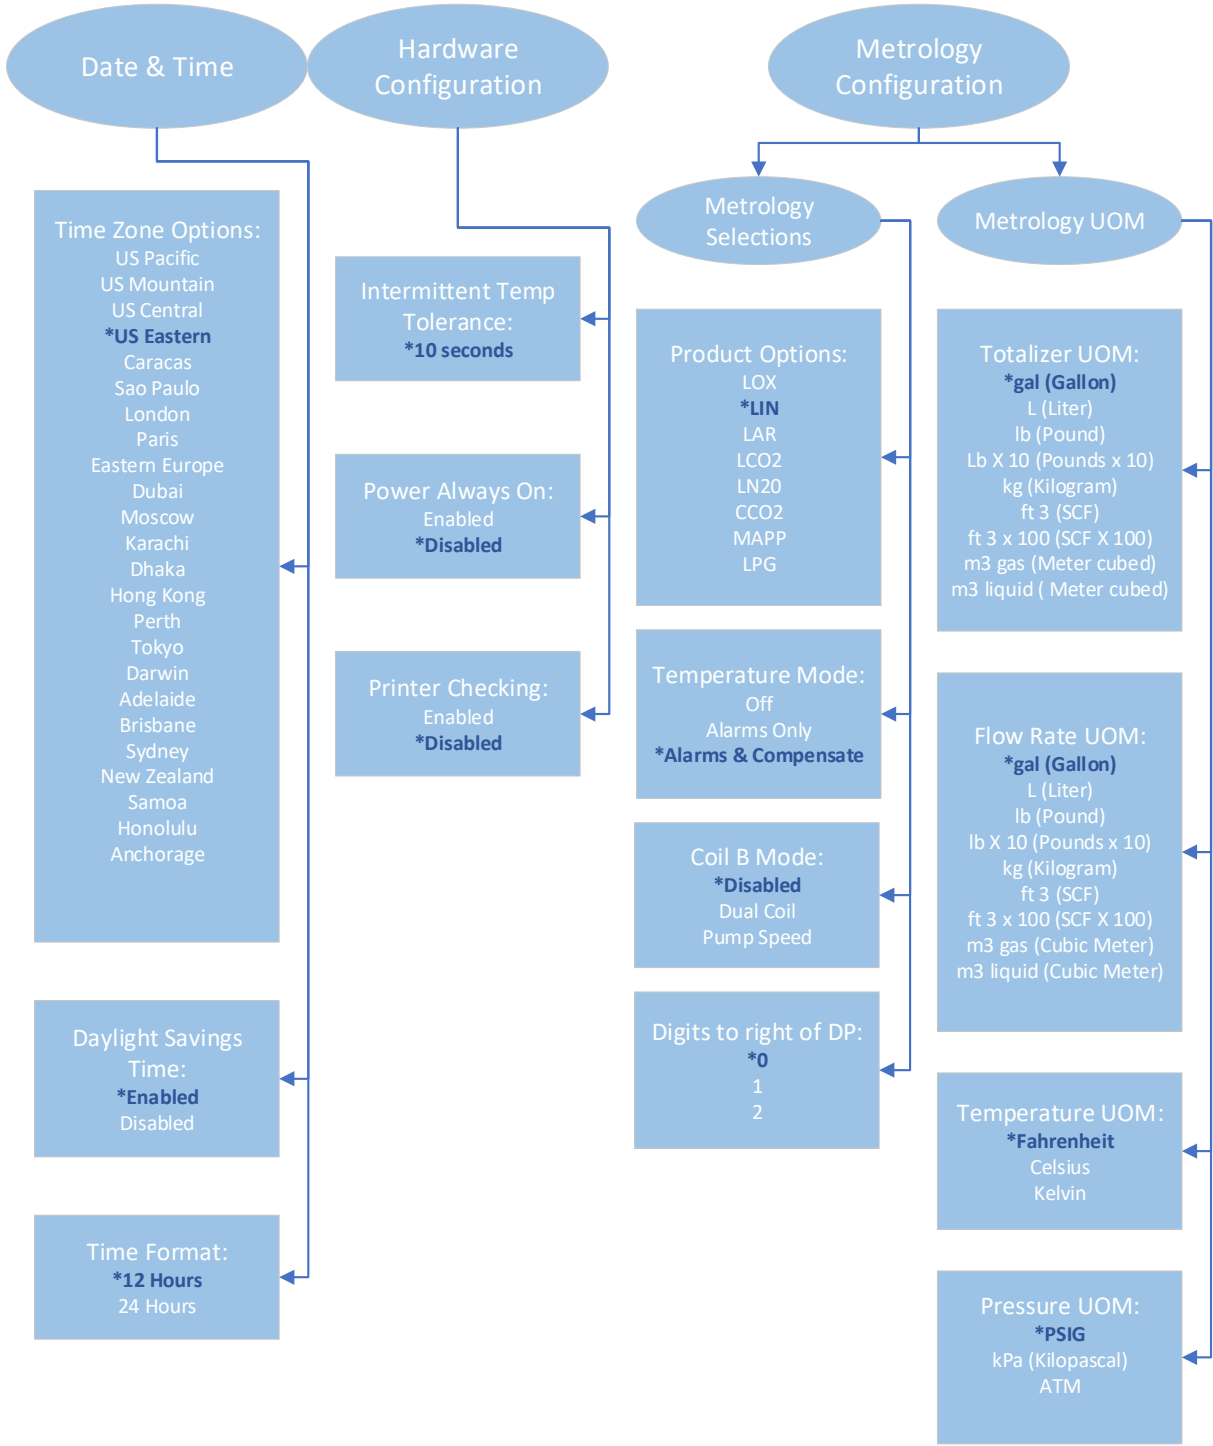 Date & Time
Hardware
Configuration
Metrology
Configuration
Time Zone Options:
US Pacific
US Mountain
US Central
*US Eastern
Caracas
Sao Paulo
London
Paris
Eastern Europe
Dubai
Moscow
Karachi
Dhaka
Hong Kong
Perth
Tokyo
Darwin
Adelaide
Brisbane
Sydney
New Zealand
Samoa
Honolulu
Anchorage
Daylight Savings
Time:
*Enabled
Disabled
Time Format:
*12 Hours
24 Hours
Intermittent Temp
Tolerance:
*10 seconds
Power Always On:
Enabled
*Disabled
Printer Checking:
Enabled
*Disabled
Metrology
Selections
Product Options:
LOX
*LIN
LAR
LCO2
LN20
CCO2
MAPP
LPG
Temperature Mode:
Off
Alarms Only
*Alarms & Compensate
Coil B Mode:
*Disabled
Dual Coil
Pump Speed
Digits to right of DP:
*0
1
2
Metrology UOM
Totalizer UOM:
*gal (Gallon)
L (Liter)
lb (Pound)
Lb X 10 (Pounds x 10)
kg (Kilogram)
ft 3 (SCF)
ft 3 x 100 (SCF X 100)
m3 gas (Meter cubed)
m3 liquid ( Meter cubed)
Flow Rate UOM:
*gal (Gallon)
L (Liter)
lb (Pound)
lb X 10 (Pounds x 10)
kg (Kilogram)
ft 3 (SCF)
ft 3 x 100 (SCF X 100)
m3 gas (Cubic Meter)
m3 liquid (Cubic Meter)
Temperature UOM:
*Fahrenheit
Celsius
Kelvin
Pressure UOM:
*PSIG
kPa (Kilopascal)
ATM